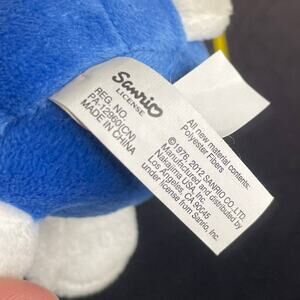 Sanrio
LICENSE
REG. NO.
PA-12960(CN)
MADE IN CHINA
All new material contents:
Polyester Fibers
©1976, 2012 SANRIO CO., LTD.
Manufactured and distributed by
Nakajima USA, Inc.
Los Angeles, CA 90045
under license from Sanrio, Inc.